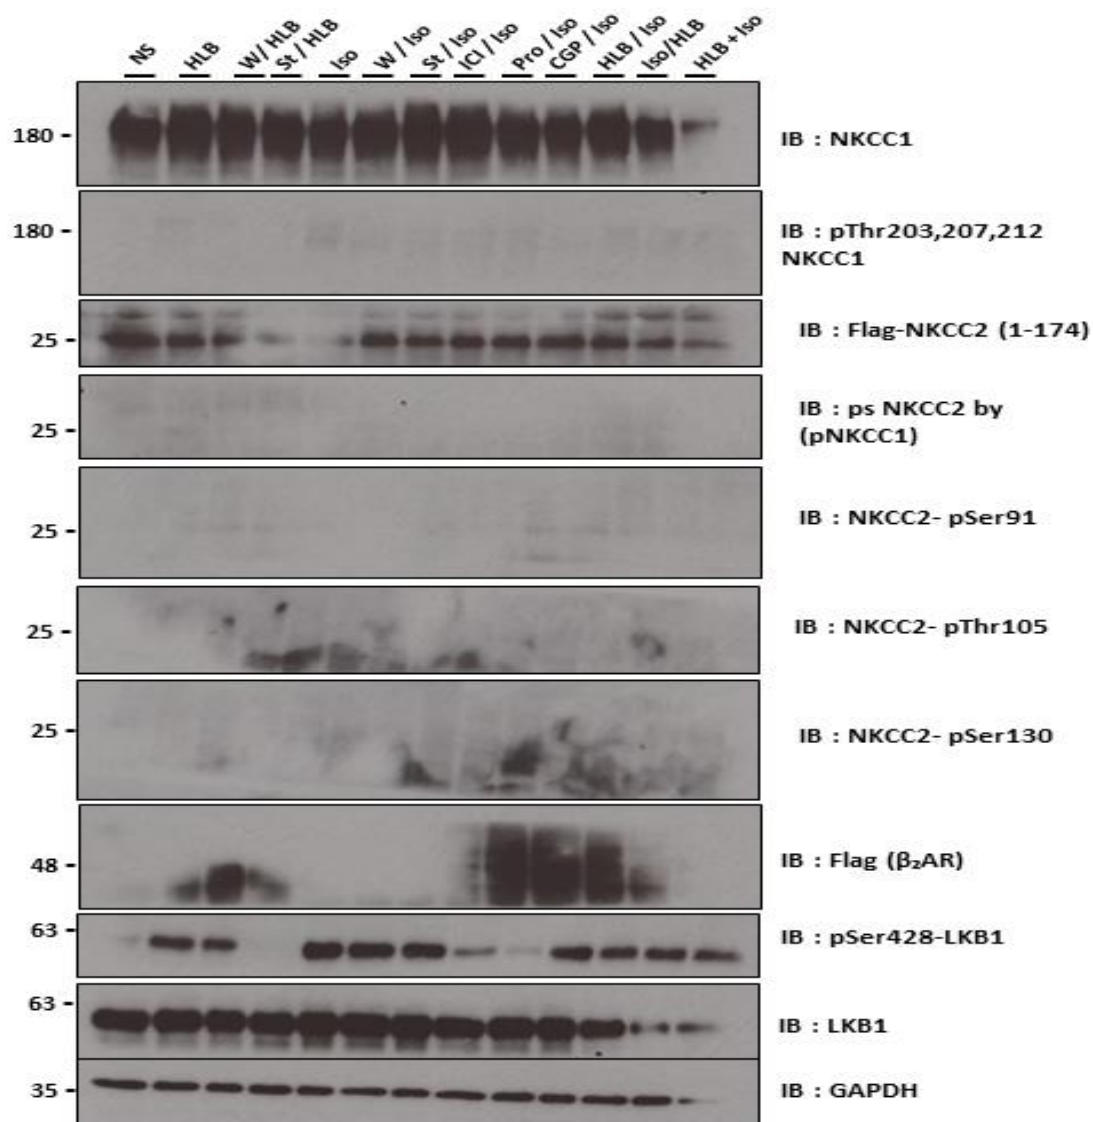 NS HLB W / HLB St / HLB Iso W / Iso St / Iso ICI / Iso Pro / Iso CGP / Iso HLB / Iso Iso/HLB HLB + Iso
180 - IB : NKCC1
180 - IB : pThr203,207,212
NKCC1
25 - IB : Flag-NKCC2 (1-174)
IB : ps NKCC2 by
25 - (pNKCC1)
25 - IB : NKCC2- pSer91
25 - IB : NKCC2- pThr105
25 - IB : NKCC2- pSer130
48 - IB : Flag (β₂AR)
63 - IB : pSer428-LKB1
63 - IB : LKB1
35 - IB : GAPDH